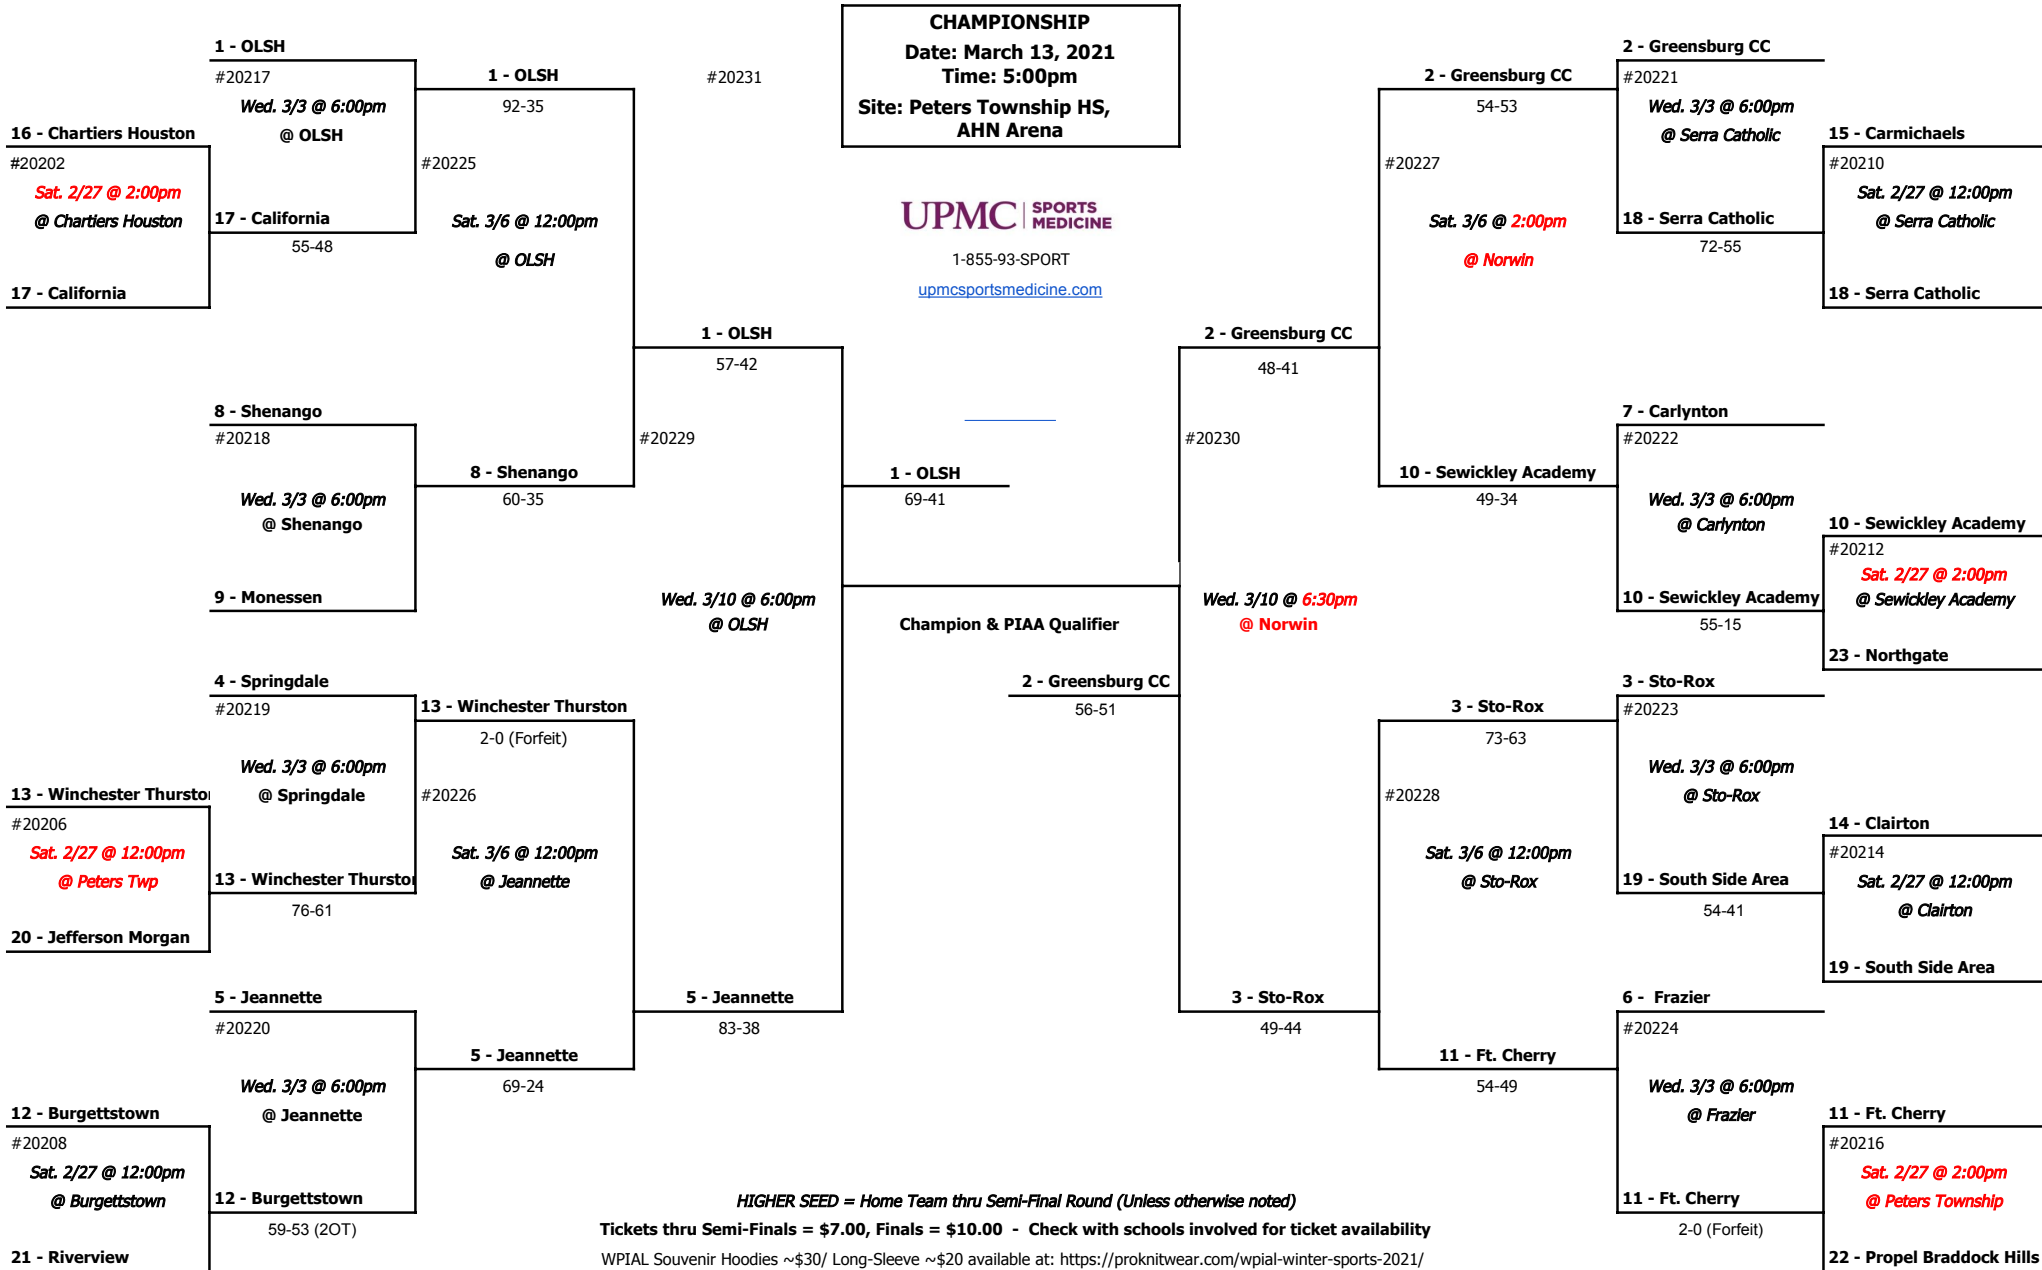 CHAMPIONSHIP
Date: March 13, 2021
Time: 5:00pm
Site: Peters Township HS,
AHN Arena
UPMC SPORTS MEDICINE
1-855-93-SPORT
upmcsportsmedicine.com
1 - OLSH
#20217
Wed. 3/3 @ 6:00pm
@ OLSH
16 - Chartiers Houston
#20202
Sat. 2/27 @ 2:00pm
@ Chartiers Houston
17 - California
17 - California
55-48
1 - OLSH
92-35
#20225
Sat. 3/6 @ 12:00pm
@ OLSH
#20231
8 - Shenango
#20218
Wed. 3/3 @ 6:00pm
@ Shenango
9 - Monessen
8 - Shenango
60-35
1 - OLSH
57-42
#20229
Wed. 3/10 @ 6:00pm
@ OLSH
4 - Springdale
#20219
Wed. 3/3 @ 6:00pm
@ Springdale
13 - Winchester Thursto
#20206
Sat. 2/27 @ 12:00pm
@ Peters Twp
20 - Jefferson Morgan
13 - Winchester Thurston
76-61
13 - Winchester Thurston
2-0 (Forfeit)
#20226
Sat. 3/6 @ 12:00pm
@ Jeannette
5 - Jeannette
#20220
Wed. 3/3 @ 6:00pm
@ Jeannette
12 - Burgettstown
#20208
Sat. 2/27 @ 12:00pm
@ Burgettstown
21 - Riverview
12 - Burgettstown
59-53 (2OT)
5 - Jeannette
69-24
5 - Jeannette
83-38
1 - OLSH
69-41
Champion & PIAA Qualifier
2 - Greensburg CC
56-51
2 - Greensburg CC
48-41
#20230
Wed. 3/10 @ 6:30pm
@ Norwin
3 - Sto-Rox
49-44
2 - Greensburg CC
54-53
#20227
Sat. 3/6 @ 2:00pm
@ Norwin
10 - Sewickley Academy
49-34
2 - Greensburg CC
#20221
Wed. 3/3 @ 6:00pm
@ Serra Catholic
18 - Serra Catholic
72-55
15 - Carmichaels
#20210
Sat. 2/27 @ 12:00pm
@ Serra Catholic
18 - Serra Catholic
7 - Carlynton
#20222
Wed. 3/3 @ 6:00pm
@ Carlynton
10 - Sewickley Academy
55-15
10 - Sewickley Academy
#20212
Sat. 2/27 @ 2:00pm
@ Sewickley Academy
23 - Northgate
3 - Sto-Rox
73-63
#20228
Sat. 3/6 @ 12:00pm
@ Sto-Rox
11 - Ft. Cherry
54-49
3 - Sto-Rox
#20223
Wed. 3/3 @ 6:00pm
@ Sto-Rox
19 - South Side Area
54-41
14 - Clairton
#20214
Sat. 2/27 @ 12:00pm
@ Clairton
19 - South Side Area
6 -  Frazier
#20224
Wed. 3/3 @ 6:00pm
@ Frazier
11 - Ft. Cherry
2-0 (Forfeit)
11 - Ft. Cherry
#20216
Sat. 2/27 @ 2:00pm
@ Peters Township
22 - Propel Braddock Hills
HIGHER SEED = Home Team thru Semi-Final Round (Unless otherwise noted)
Tickets thru Semi-Finals = $7.00, Finals = $10.00 - Check with schools involved for ticket availability
WPIAL Souvenir Hoodies ~$30/ Long-Sleeve ~$20 available at: https://proknitwear.com/wpial-winter-sports-2021/